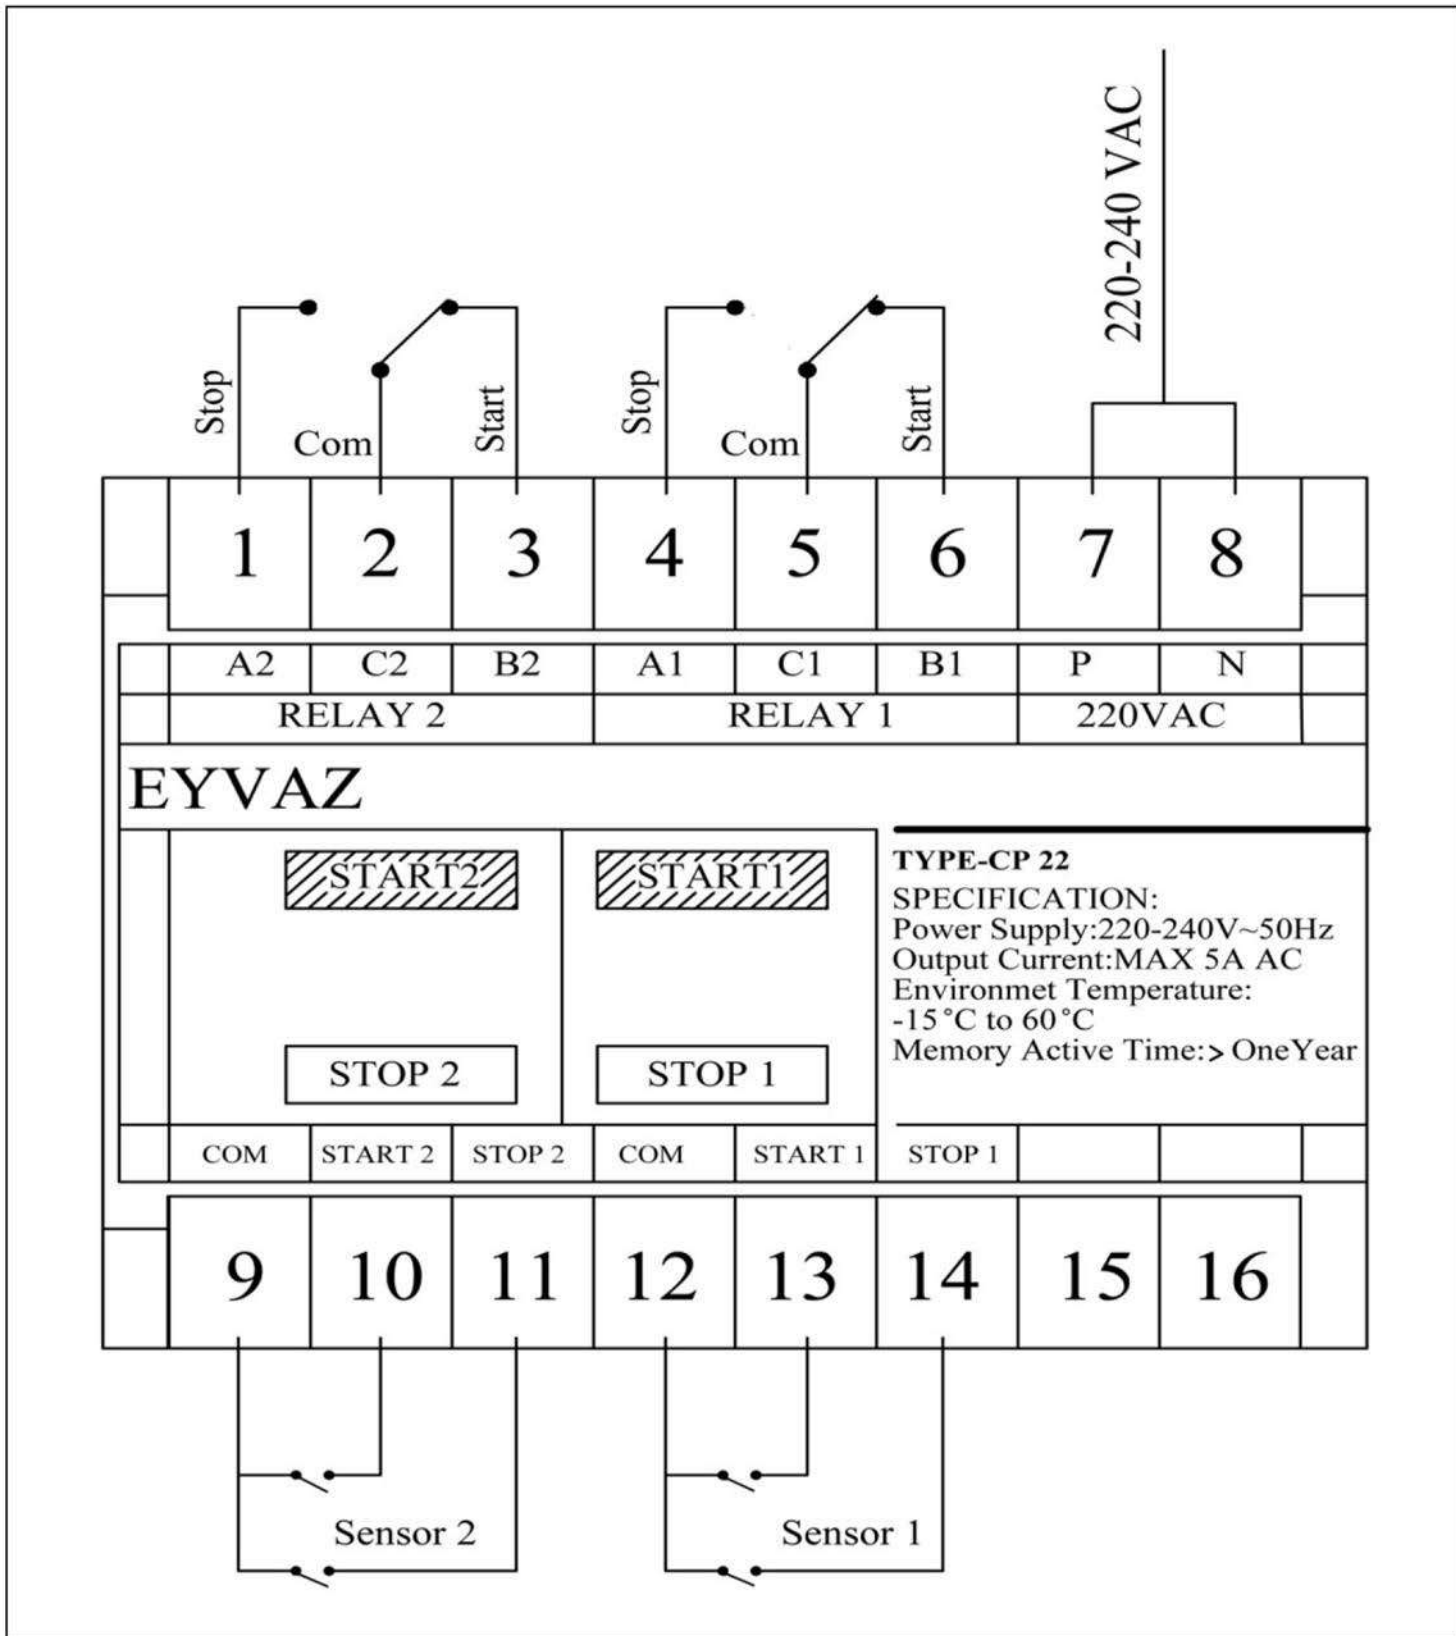 220-240 VAC
Stop
Com
Start
Stop
Com
Start
1 2 3 4 5 6 7 8
A2 C2 B2 A1 C1 B1 P N
RELAY 2 RELAY 1 220VAC
EYVAZ
START2 START1
TYPE-CP 22
SPECIFICATION:
Power Supply:220-240V~50Hz
Output Current:MAX 5A AC
Environmet Temperature:
-15°C to 60°C
Memory Active Time:> OneYear
STOP 2 STOP 1
COM START 2 STOP 2 COM START 1 STOP 1
9 10 11 12 13 14 15 16
Sensor 2 Sensor 1